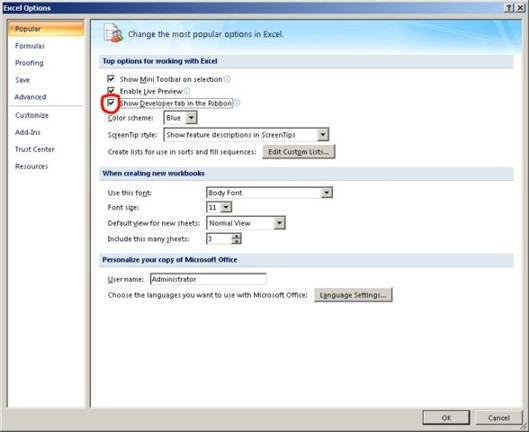 Excel Options
Popular
Formulas
Proofing
Save
Advanced
Customize
Add-Ins
Trust Center
Resources
Change the most popular options in Excel.
Top options for working with Excel
Show Mini Toolbar on selection
Enable Live Preview
Show Developer tab in the Ribbon
Color scheme: Blue
ScreenTip style: Show feature descriptions in ScreenTips
Create lists for use in sorts and fill sequences: Edit Custom Lists...
When creating new workbooks
Use this font: Body Font
Font size: 11
Default view for new sheets: Normal View
Include this many sheets: 3
Personalize your copy of Microsoft Office
User name: Administrator
Choose the languages you want to use with Microsoft Office: Language Settings...
OK Cancel